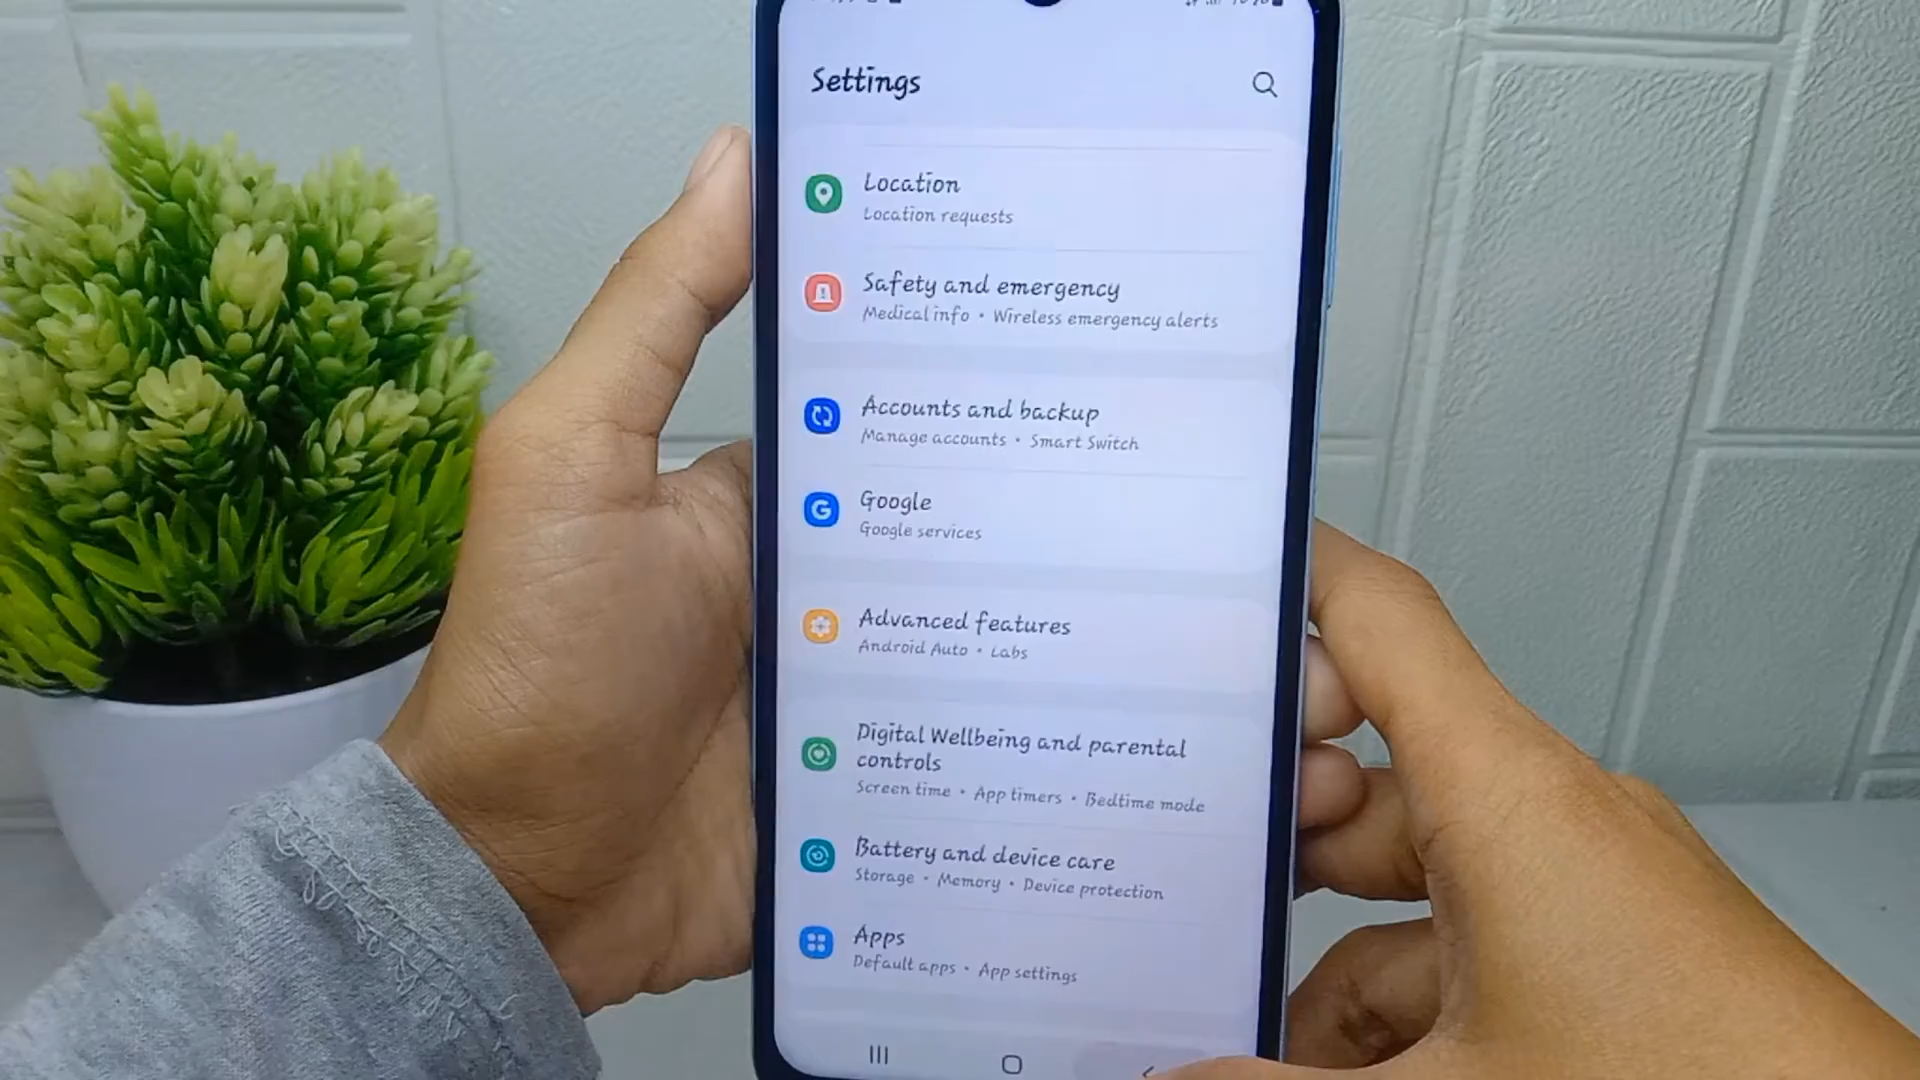 Settings
Location
Location requests
Safety and emergency
Medical info • Wireless emergency alerts
Accounts and backup
Manage accounts • Smart Switch
G
Google
Google services
Advanced features
Android Auto • Labs
Digital Wellbeing and parental
controls
Screen time • App timers • Bedtime mode
Battery and device care
Storage • Memory • Device protection
Apps
Default apps • App settings